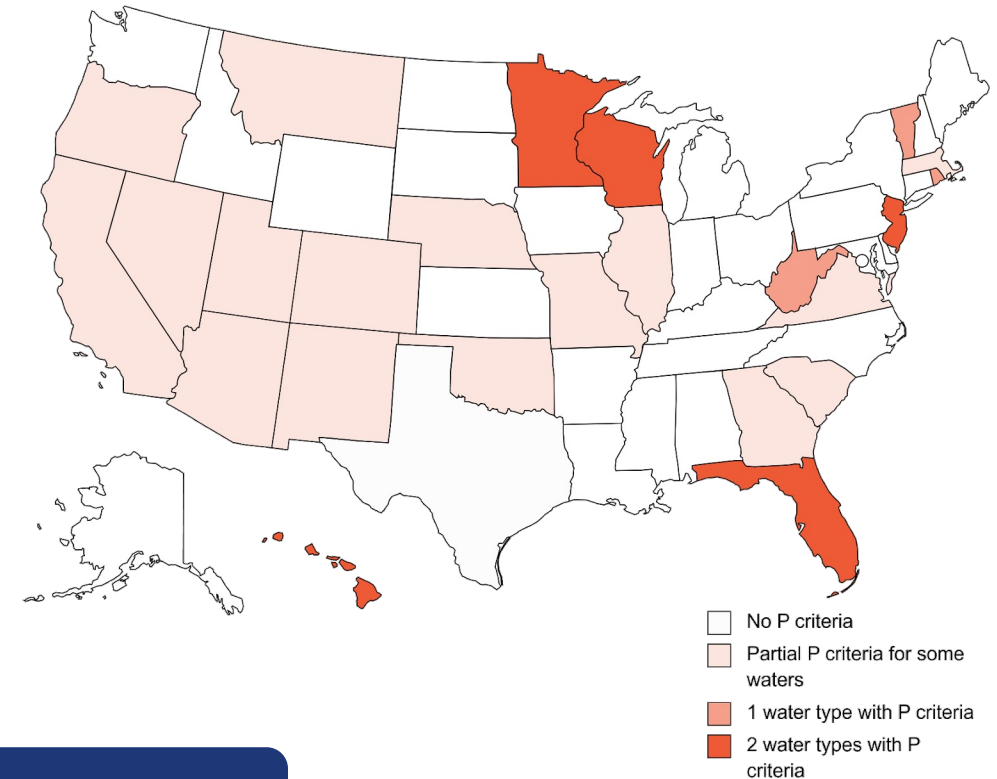 No P criteria
Partial P criteria for some
waters
1 water type with P criteria
2 water types with P
criteria